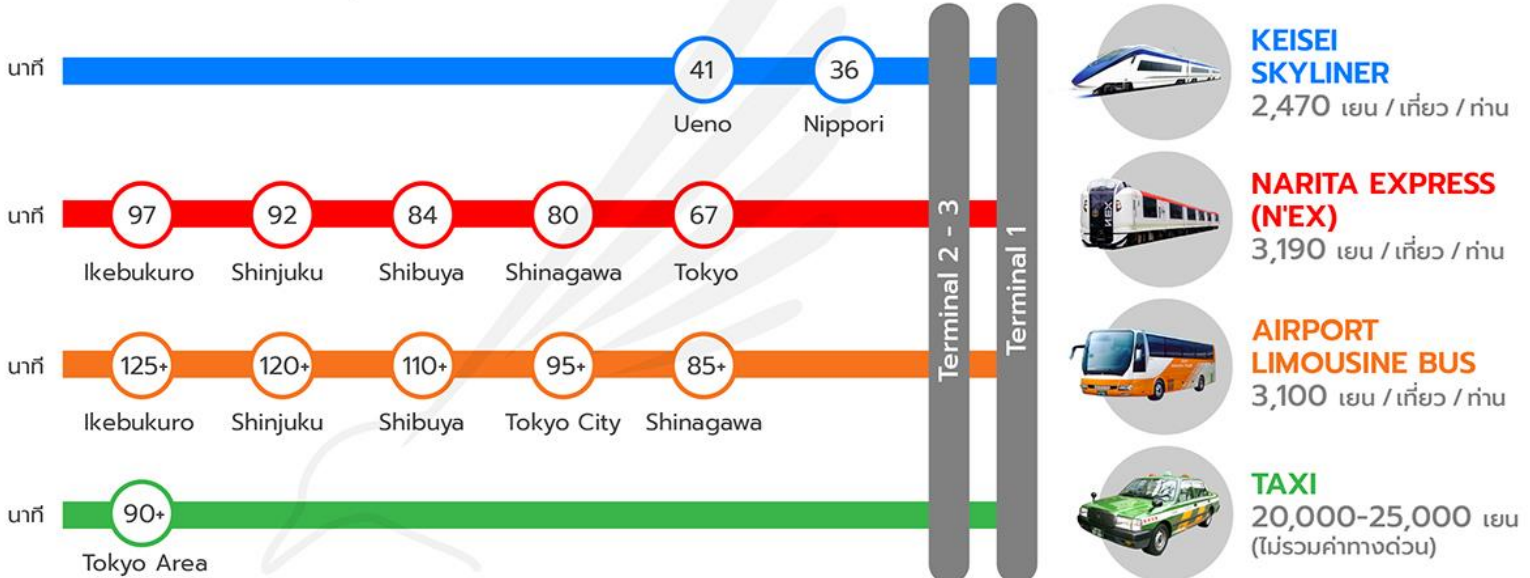 นาที
41
36
Ueno
Nippori
KEISEI
SKYLINER
2,470 เยน / เที่ยว / ท่าน
นาที
97
92
84
80
67
Ikebukuro
Shinjuku
Shibuya
Shinagawa
Tokyo
NARITA EXPRESS
(N'EX)
3,190 เยน / เที่ยว / ท่าน
NEX
Terminal 2 - 3
Terminal 1
นาที
125+
120+
110+
95+
85+
Ikebukuro
Shinjuku
Shibuya
Tokyo City
Shinagawa
AIRPORT
LIMOUSINE BUS
3,100 เยน / เที่ยว / ท่าน
นาที
90+
Tokyo Area
TAXI
20,000-25,000 เยน
(ไม่รวมค่าทางด่วน)